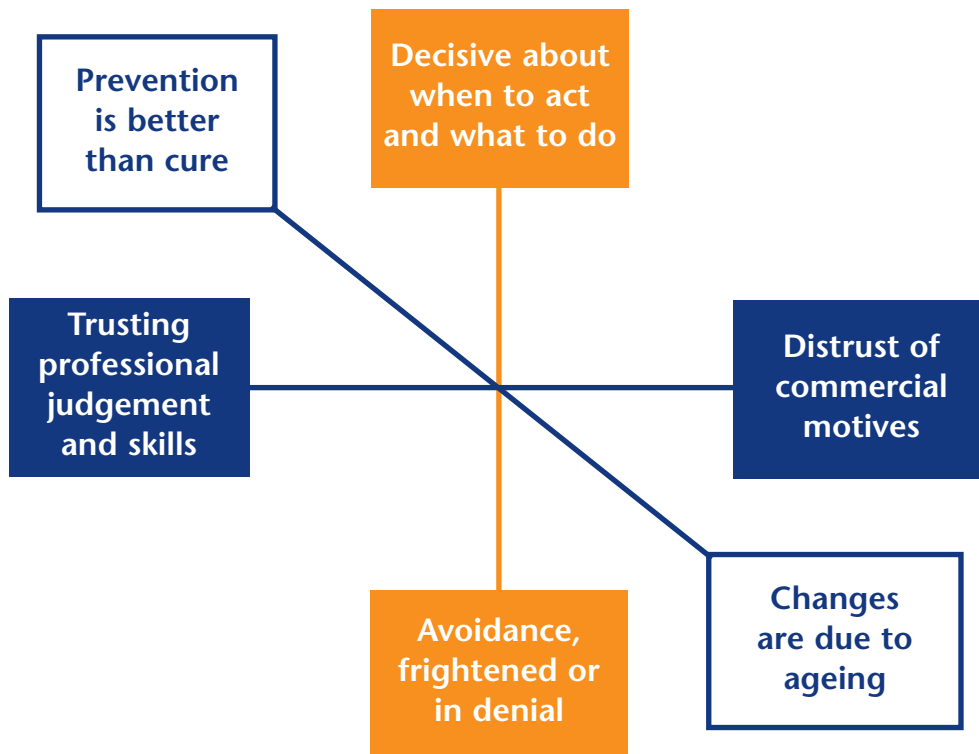 Prevention
is better
than cure
Decisive about
when to act
and what to do
Trusting
professional
judgement
and skills
Distrust of
commercial
motives
Avoidance,
frightened or
in denial
Changes
are due to
ageing